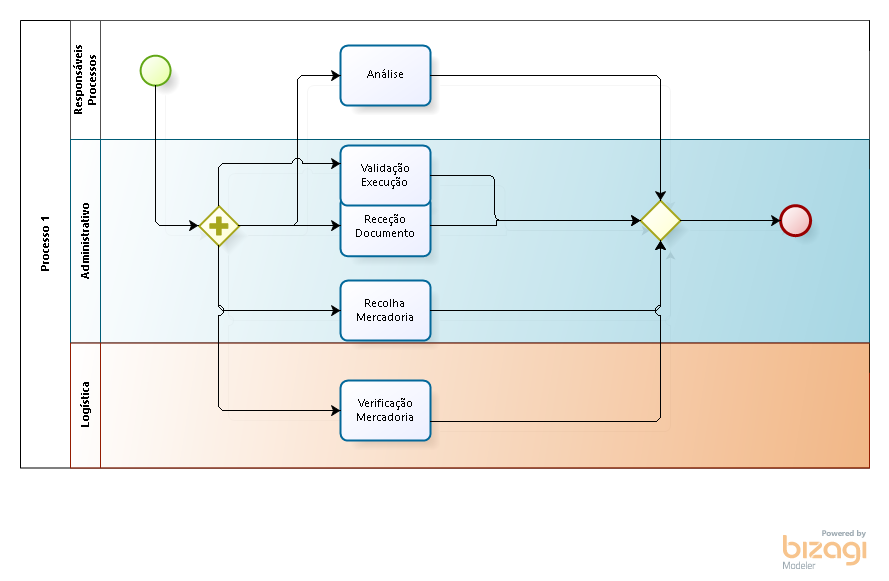 Processo 1
Responsáveis
Processos
Análise
Administrativo
Validação
Execução
Receção
Documento
Recolha
Mercadoria
Logística
Verificação
Mercadoria
Powered by
bizagi
Modeler